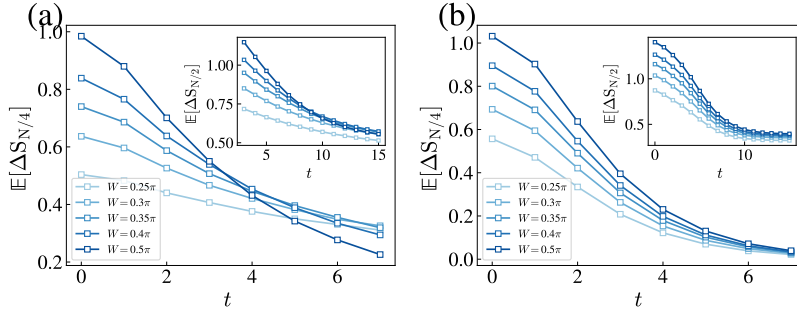 (a)
𝔼[ΔS_{N/4}]
1.0
0.8
0.6
0.4
0.2
0 2 4 6
t
W = 0.25π
W = 0.3π
W = 0.35π
W = 0.4π
W = 0.5π
𝔼[ΔS_{N/2}]
1.00
0.75
0.50
5 10 15
t
(b)
𝔼[ΔS_{N/4}]
1.0
0.8
0.6
0.4
0.2
0.0
0 2 4 6
t
W = 0.25π
W = 0.3π
W = 0.35π
W = 0.4π
W = 0.5π
𝔼[ΔS_{N/2}]
1.0
0.5
0 10
t